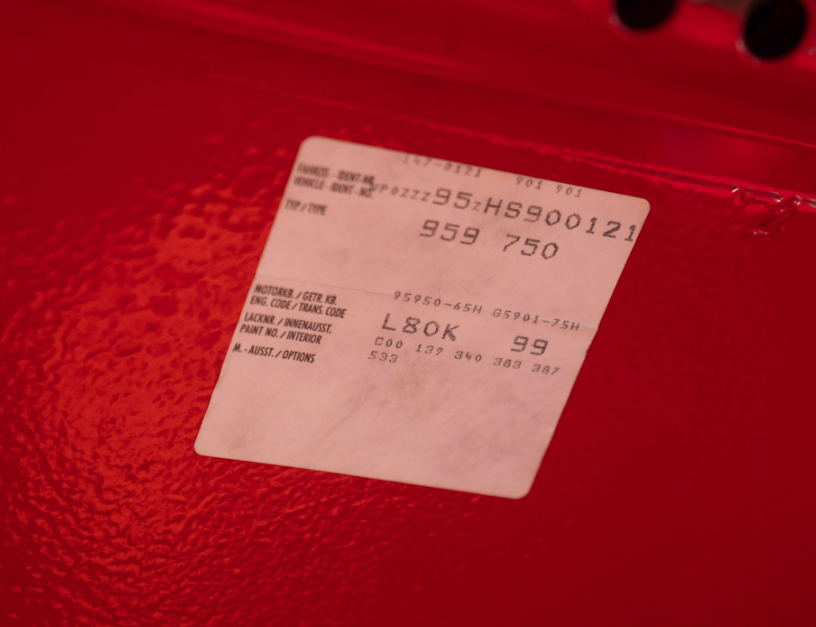 147-0121 901 901
FAHRZG.-IDENT-NR.
VEHICLE-IDENT-NO. WP0ZZZ95ZHS900121
TYP / TYPE 959 750
MOTORKB. / GETR. KB. 95950-65H G5901-75H
ENG. CODE / TRANS. CODE
LACKNR. / INNENAUSST. L80K 99
PAINT NO. / INTERIOR
M.-AUSST. / OPTIONS C00 139 340 383 387
533